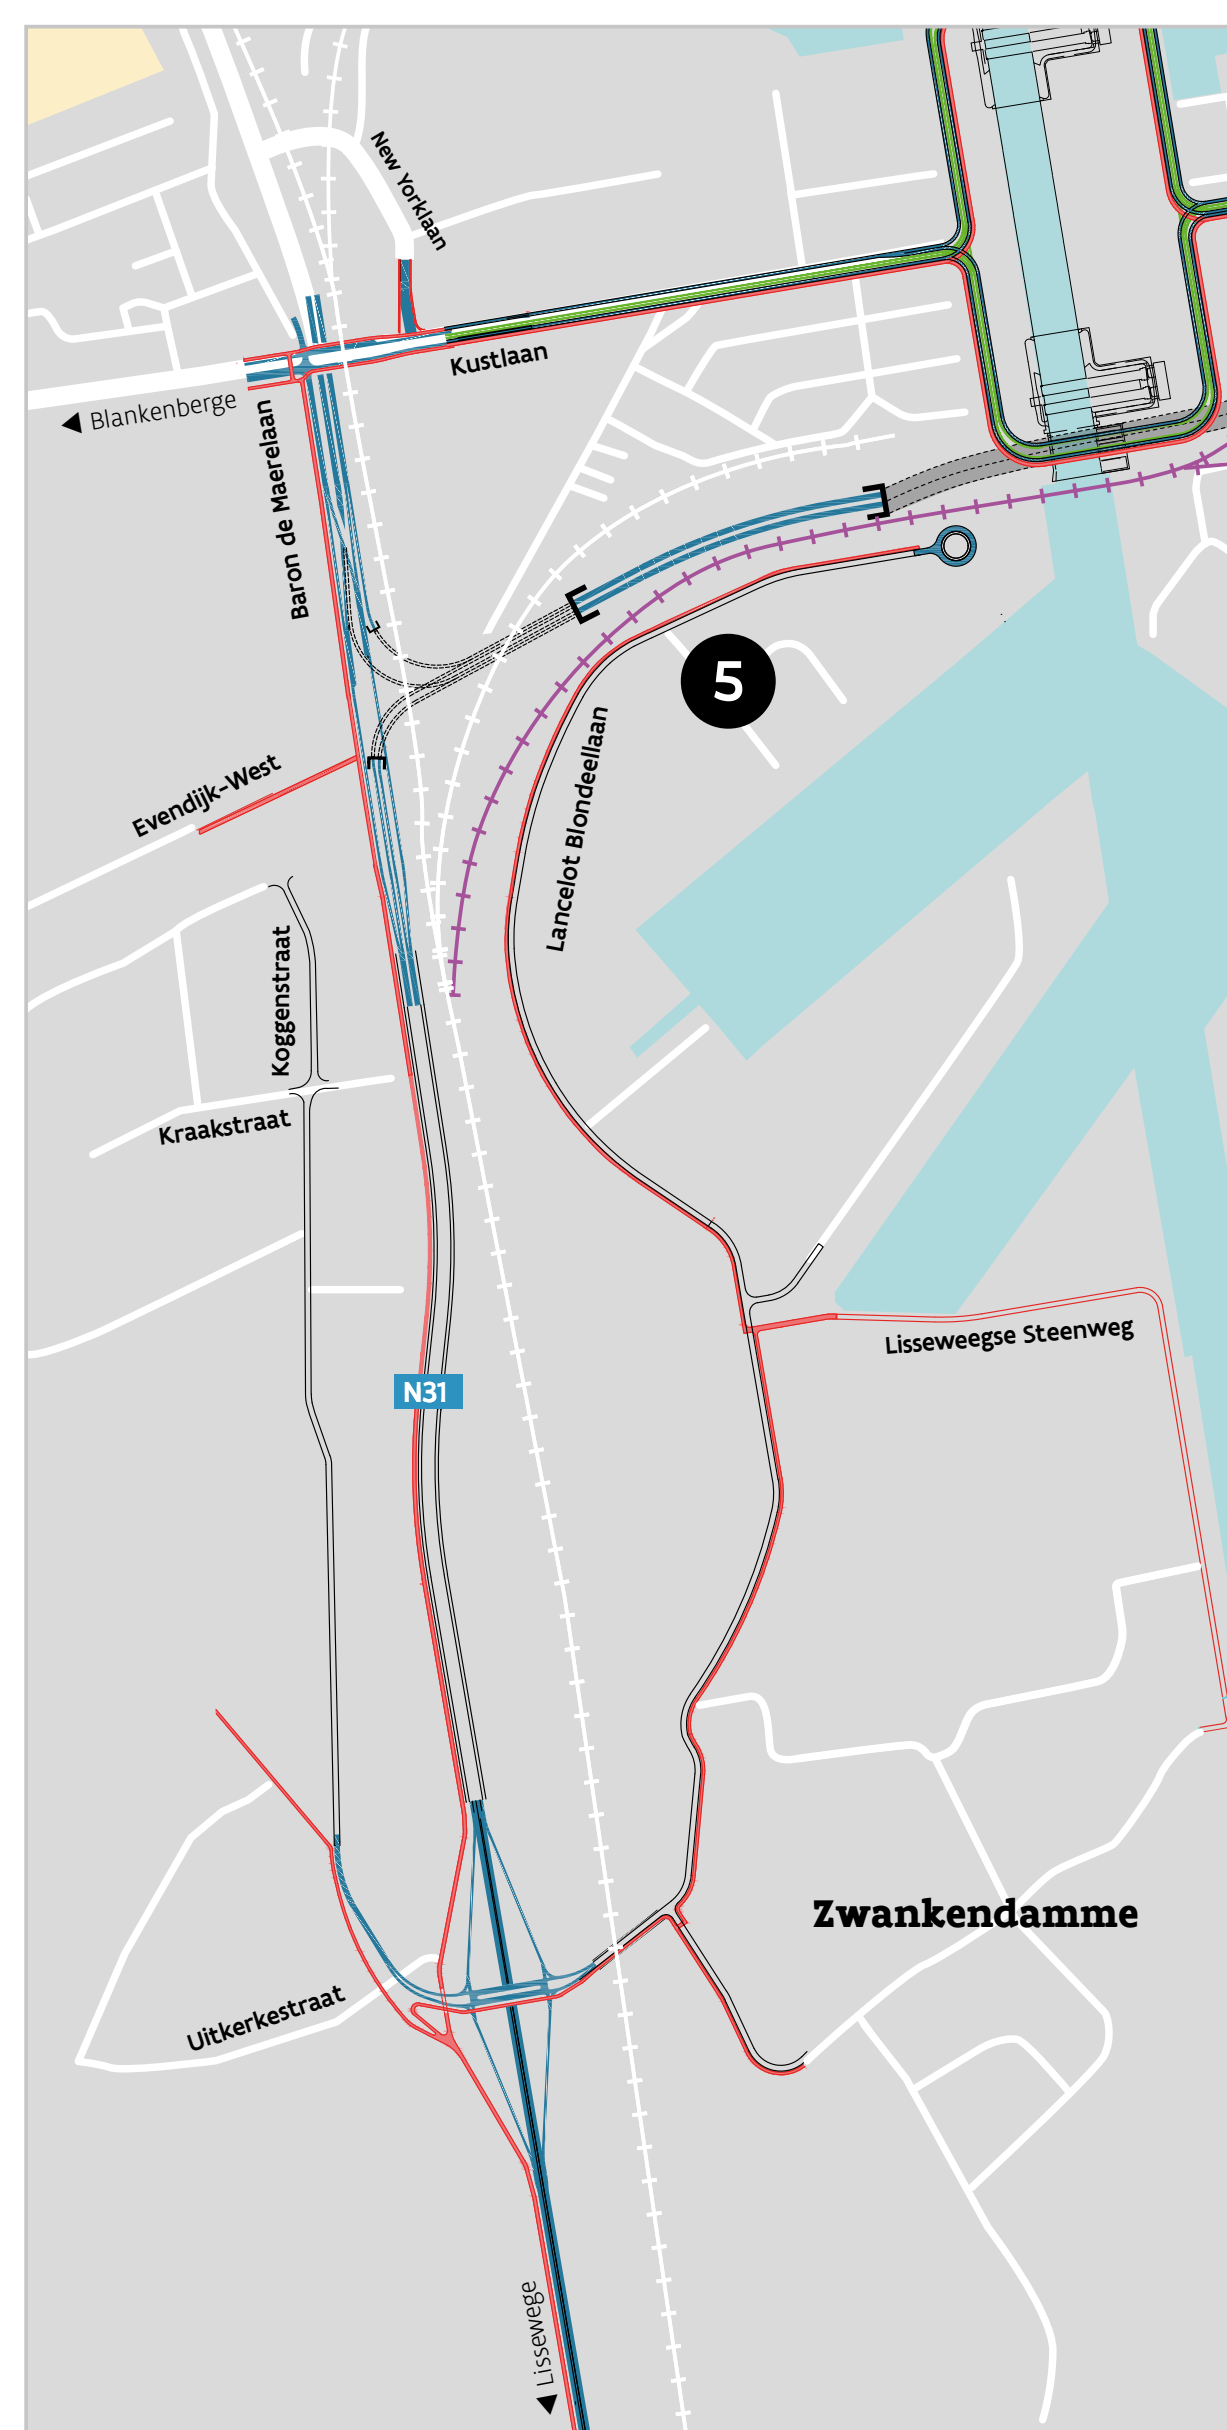 New Yorklaan
Kustlaan
Blankenberge
Baron de Maerelaan
5
Evendijk-West
Lancelot Blondeellaan
Koggenstraat
Kraakstraat
Lisseweegse Steenweg
N31
Zwankendamme
Uitkerkestraat
Lissewege